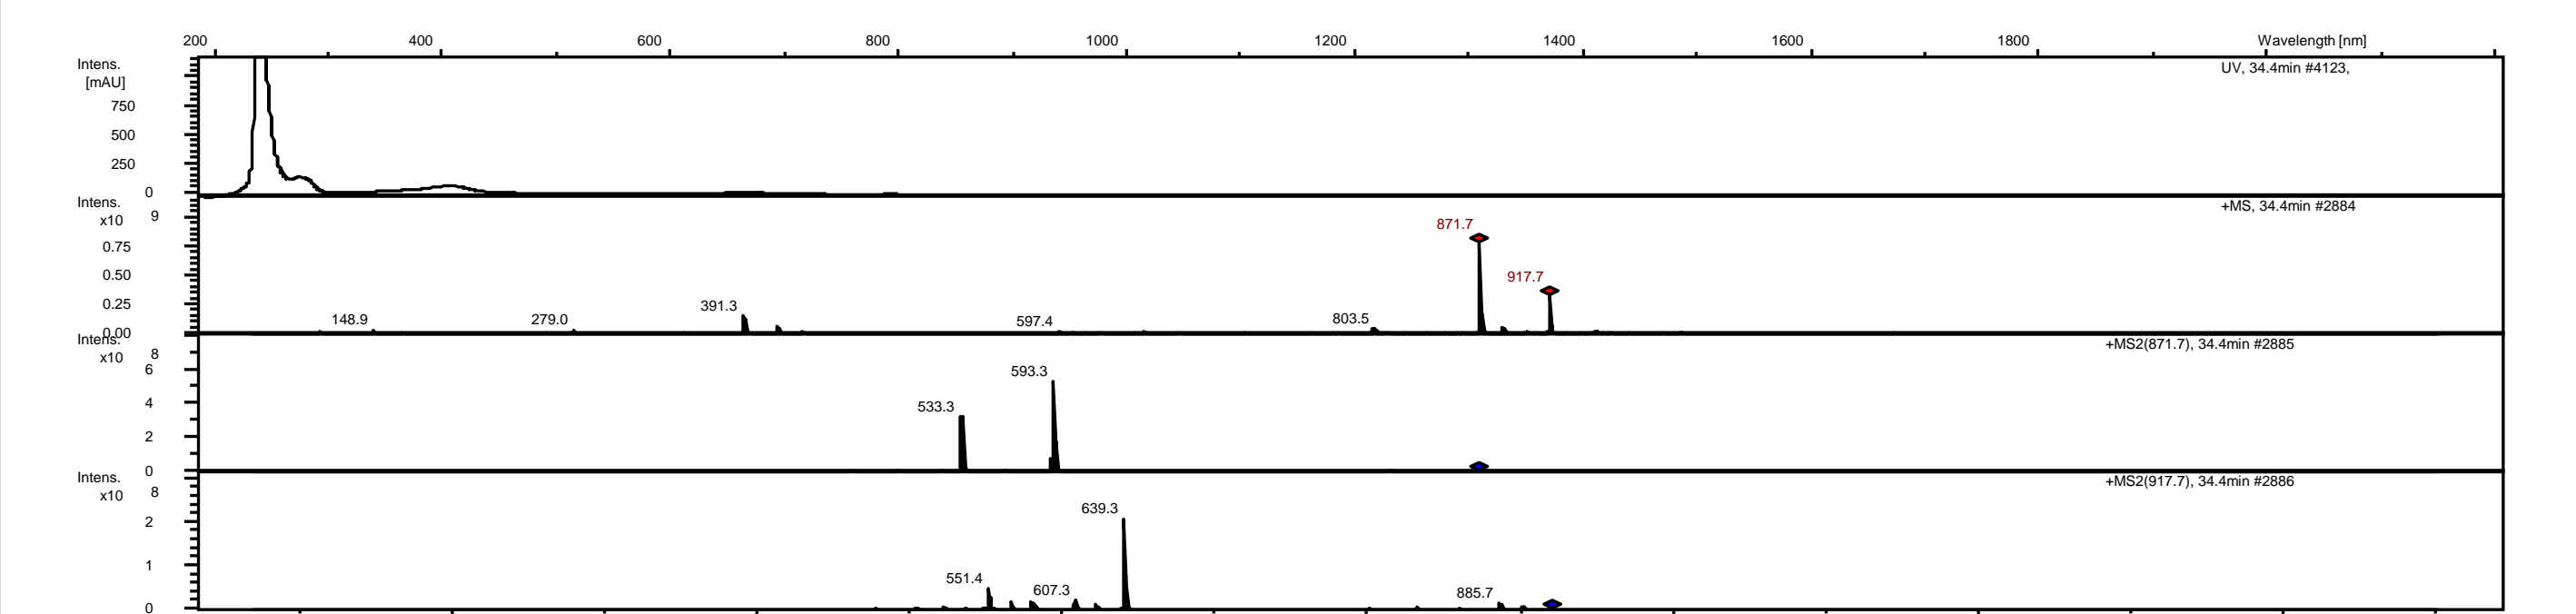 200 400 600 800 1000 1200 1400 1600 1800 Wavelength [nm]
Intens.
[mAU]
UV, 34.4min #4123,
750
500
250
0
Intens.
x10 9
+MS, 34.4min #2884
0.75
0.50
0.25
0.00
871.7
917.7
391.3
148.9 279.0 597.4 803.5
Intens.
x10 8
+MS2(871.7), 34.4min #2885
6
4
2
0
593.3
533.3
Intens.
x10 8
+MS2(917.7), 34.4min #2886
2
1
0
639.3
551.4 607.3 885.7